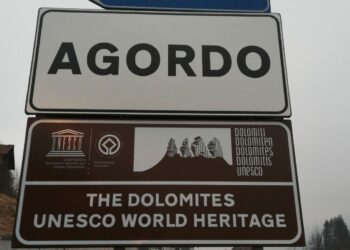 AGORDO
DOLOMITI
DOLOMITEN
DOLOMITES
DOLOMITIS
UNESCO
THE DOLOMITES
UNESCO WORLD HERITAGE